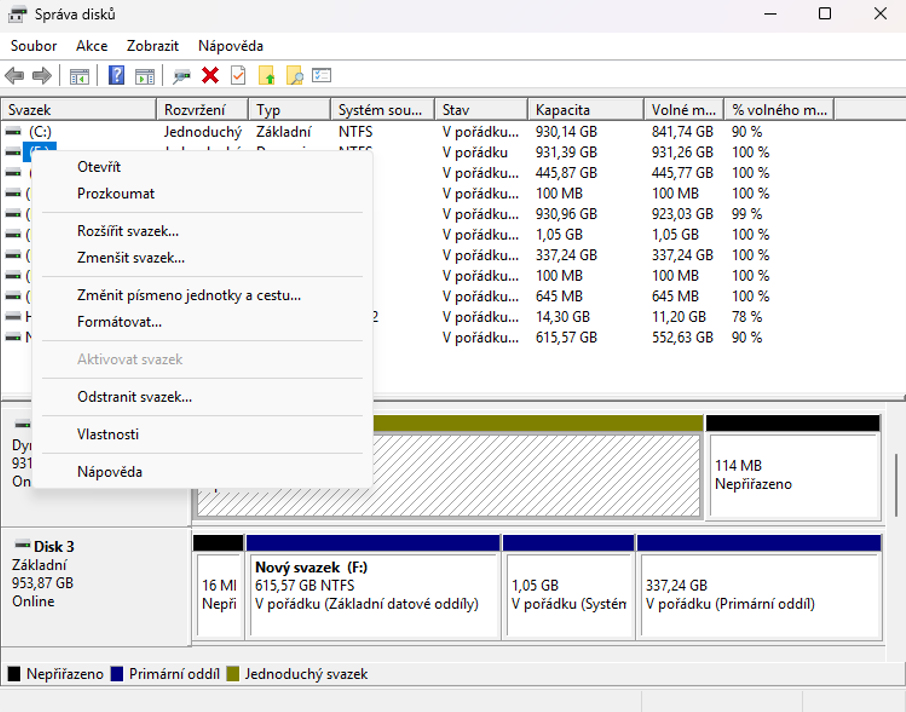 Správa disků
Soubor Akce Zobrazit Nápověda
Svazek Rozvržení Typ Systém sou... Stav Kapacita Volné m... % volného m...
(C:) Jednoduchý Základní NTFS V pořádku... 930,14 GB 841,74 GB 90 %
V pořádku 931,39 GB 931,26 GB 100 %
V pořádku... 445,87 GB 445,77 GB 100 %
V pořádku... 100 MB 100 MB 100 %
V pořádku... 930,96 GB 923,03 GB 99 %
V pořádku... 1,05 GB 1,05 GB 100 %
V pořádku... 337,24 GB 337,24 GB 100 %
V pořádku... 100 MB 100 MB 100 %
V pořádku... 645 MB 645 MB 100 %
V pořádku... 14,30 GB 11,20 GB 78 %
V pořádku... 615,57 GB 552,63 GB 90 %
Otevřít
Prozkoumat
Rozšířit svazek...
Zmenšit svazek...
Změnit písmeno jednotky a cestu...
Formátovat...
Aktivovat svazek
Odstranit svazek...
Vlastnosti
Nápověda
114 MB
Nepřiřazeno
Disk 3
Základní
953,87 GB
Online
16 MI
Nepři
Nový svazek (F:)
615,57 GB NTFS
V pořádku (Základní datové oddíly)
1,05 GB
V pořádku (Systém
337,24 GB
V pořádku (Primární oddíl)
Nepřiřazeno Primární oddíl Jednoduchý svazek